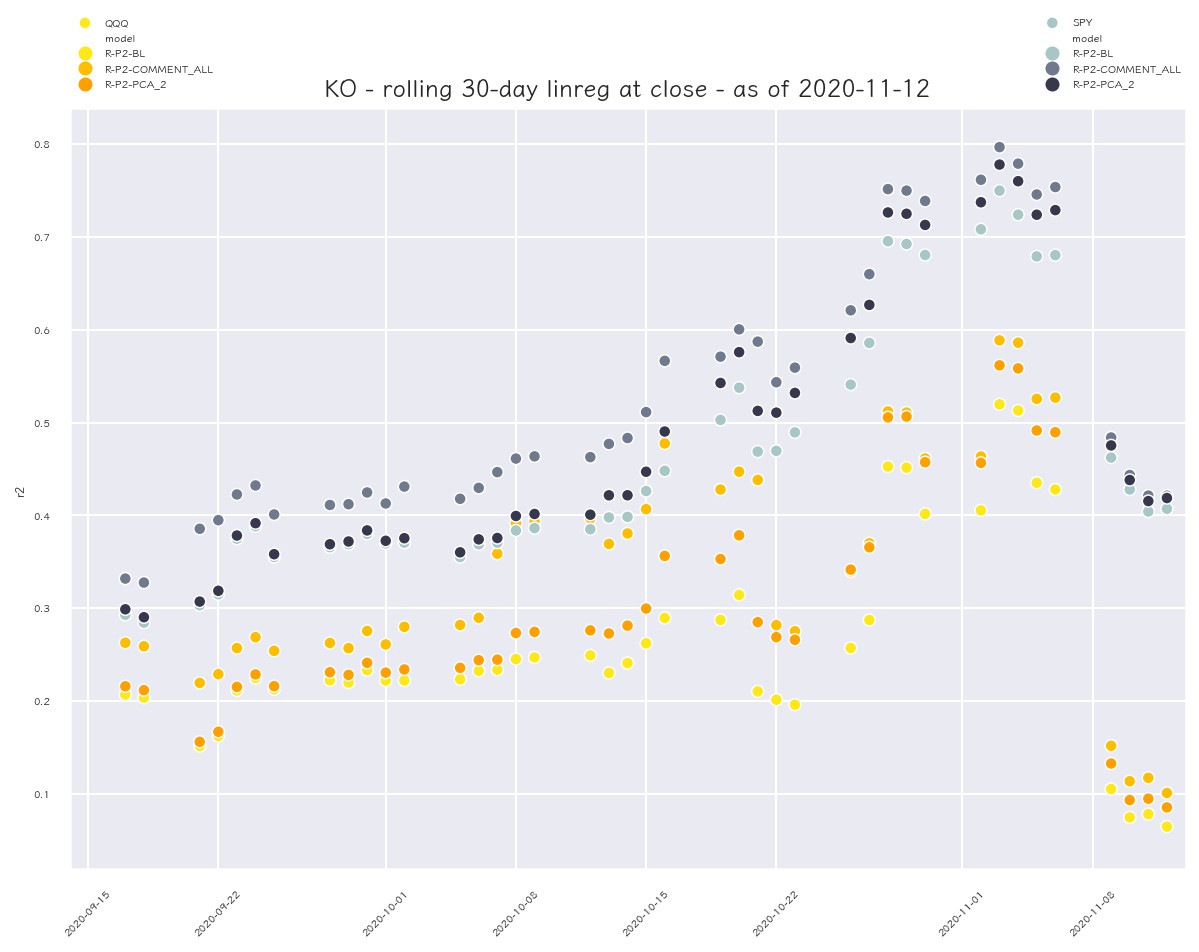 QQQ
model
R-P2-BL
R-P2-COMMENT_ALL
R-P2-PCA_2
SPY
model
R-P2-BL
R-P2-COMMENT_ALL
R-P2-PCA_2
KO - rolling 30-day linreg at close - as of 2020-11-12
0.8
0.7
0.6
0.5
0.4
0.3
0.2
0.1
r2
2020-09-15
2020-09-22
2020-10-01
2020-10-08
2020-10-15
2020-10-22
2020-11-01
2020-11-08